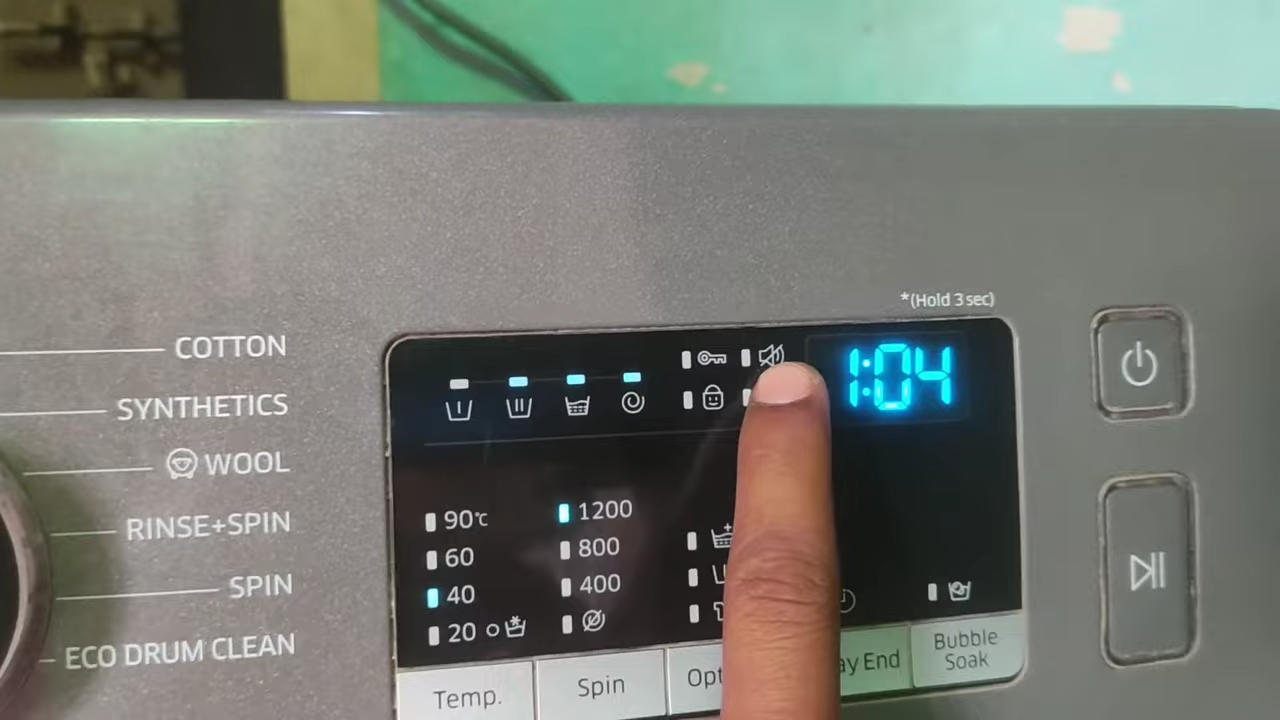 *(Hold 3 sec)
COTTON
SYNTHETICS
WOOL
RINSE+SPIN
SPIN
ECO DRUM CLEAN
1:04
90℃
60
40
20
1200
800
400
Temp.
Spin
End
Bubble
Soak